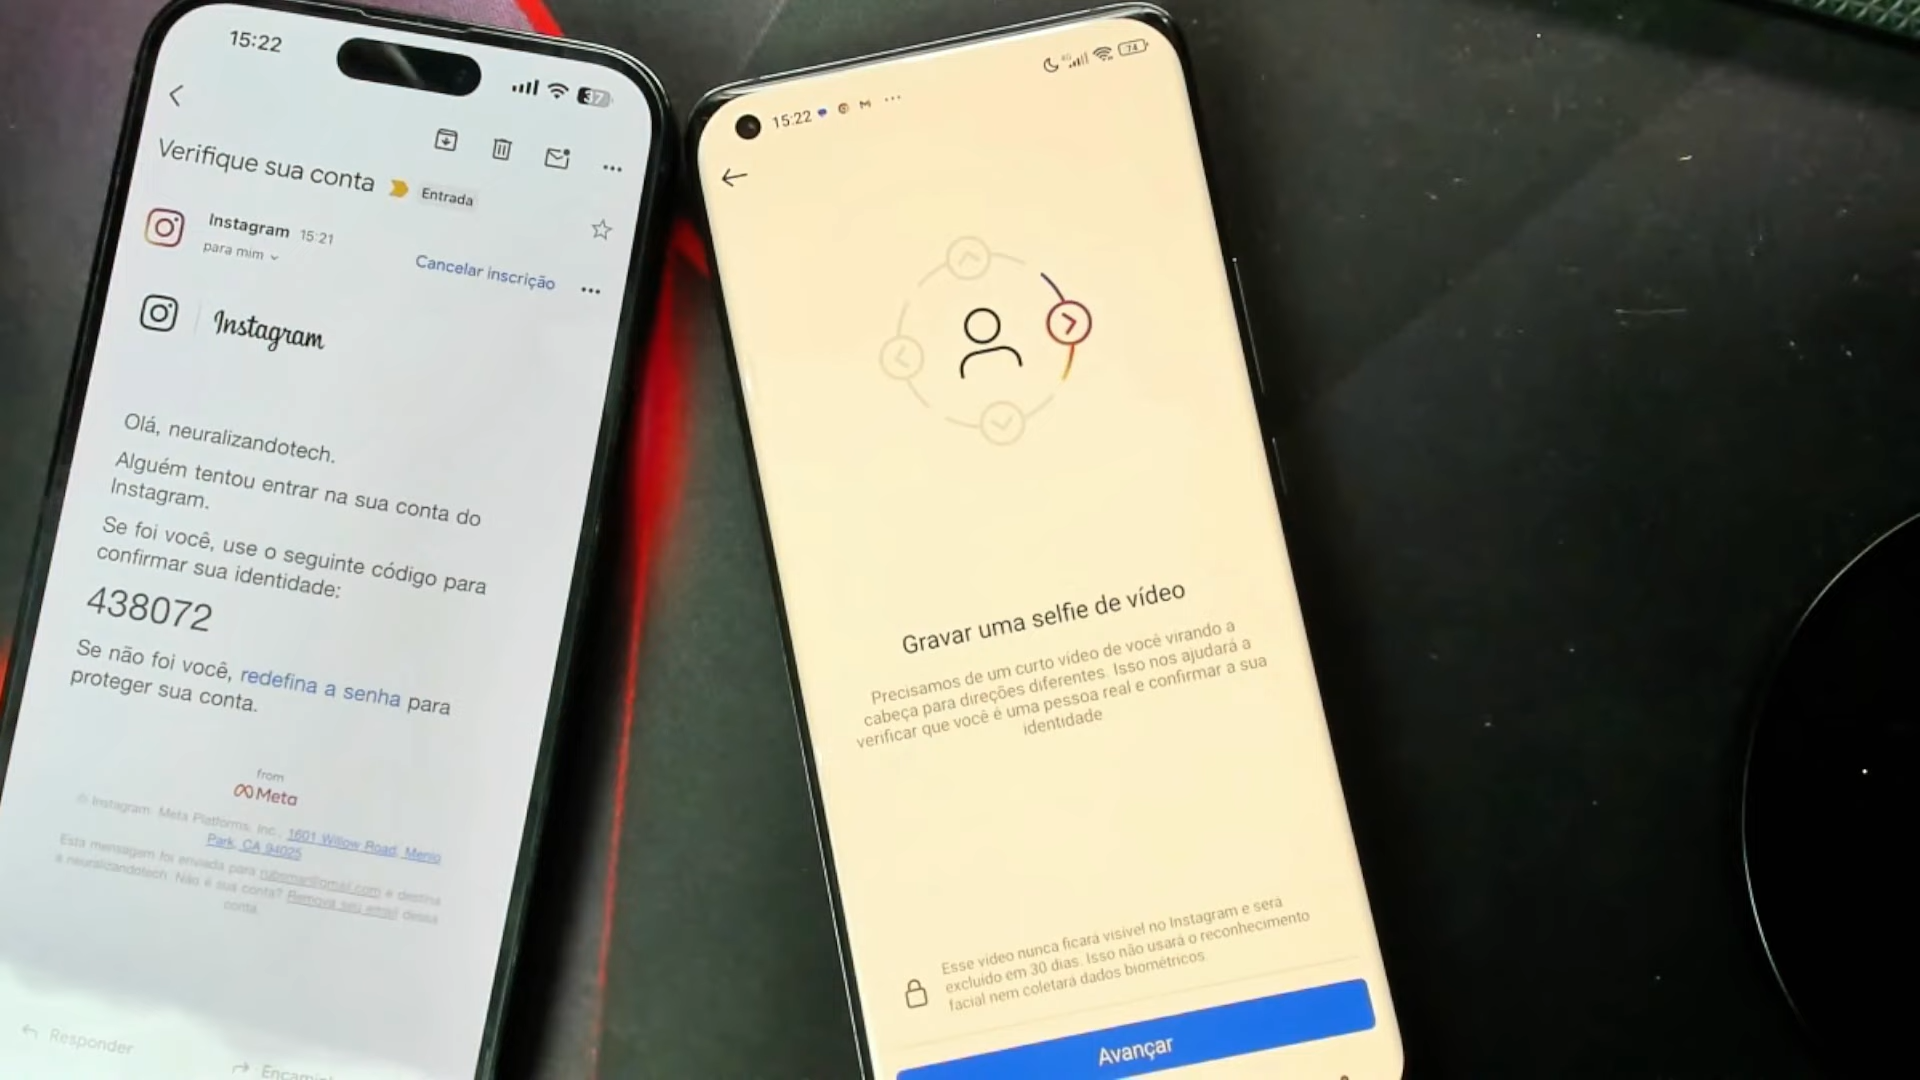 15:22
37
Verifique sua conta
Entrada
Instagram 15:21
para mim
Cancelar inscrição
Instagram
Olá, neuralizandotech.
Alguém tentou entrar na sua conta do
Instagram.
Se foi você, use o seguinte código para
confirmar sua identidade:
438072
Se não foi você, redefina a senha para
proteger sua conta.
from
Meta
Instagram. Meta Platforms, Inc., 1601 Willow Road, Menlo
Park, CA 94025
Esta mensagem foi enviada para e destina
a neuralizandotech. Não é sua conta? Remova seu email dessa
conta.
Responder
15:22
74
Gravar uma selfie de vídeo
Precisamos de um curto vídeo de você virando a
cabeça para direções diferentes. Isso nos ajudará a
verificar que você é uma pessoa real e confirmar a sua
identidade
Esse vídeo nunca ficará visível no Instagram e será
excluído em 30 dias. Isso não usará o reconhecimento
facial nem coletará dados biométricos.
Avançar